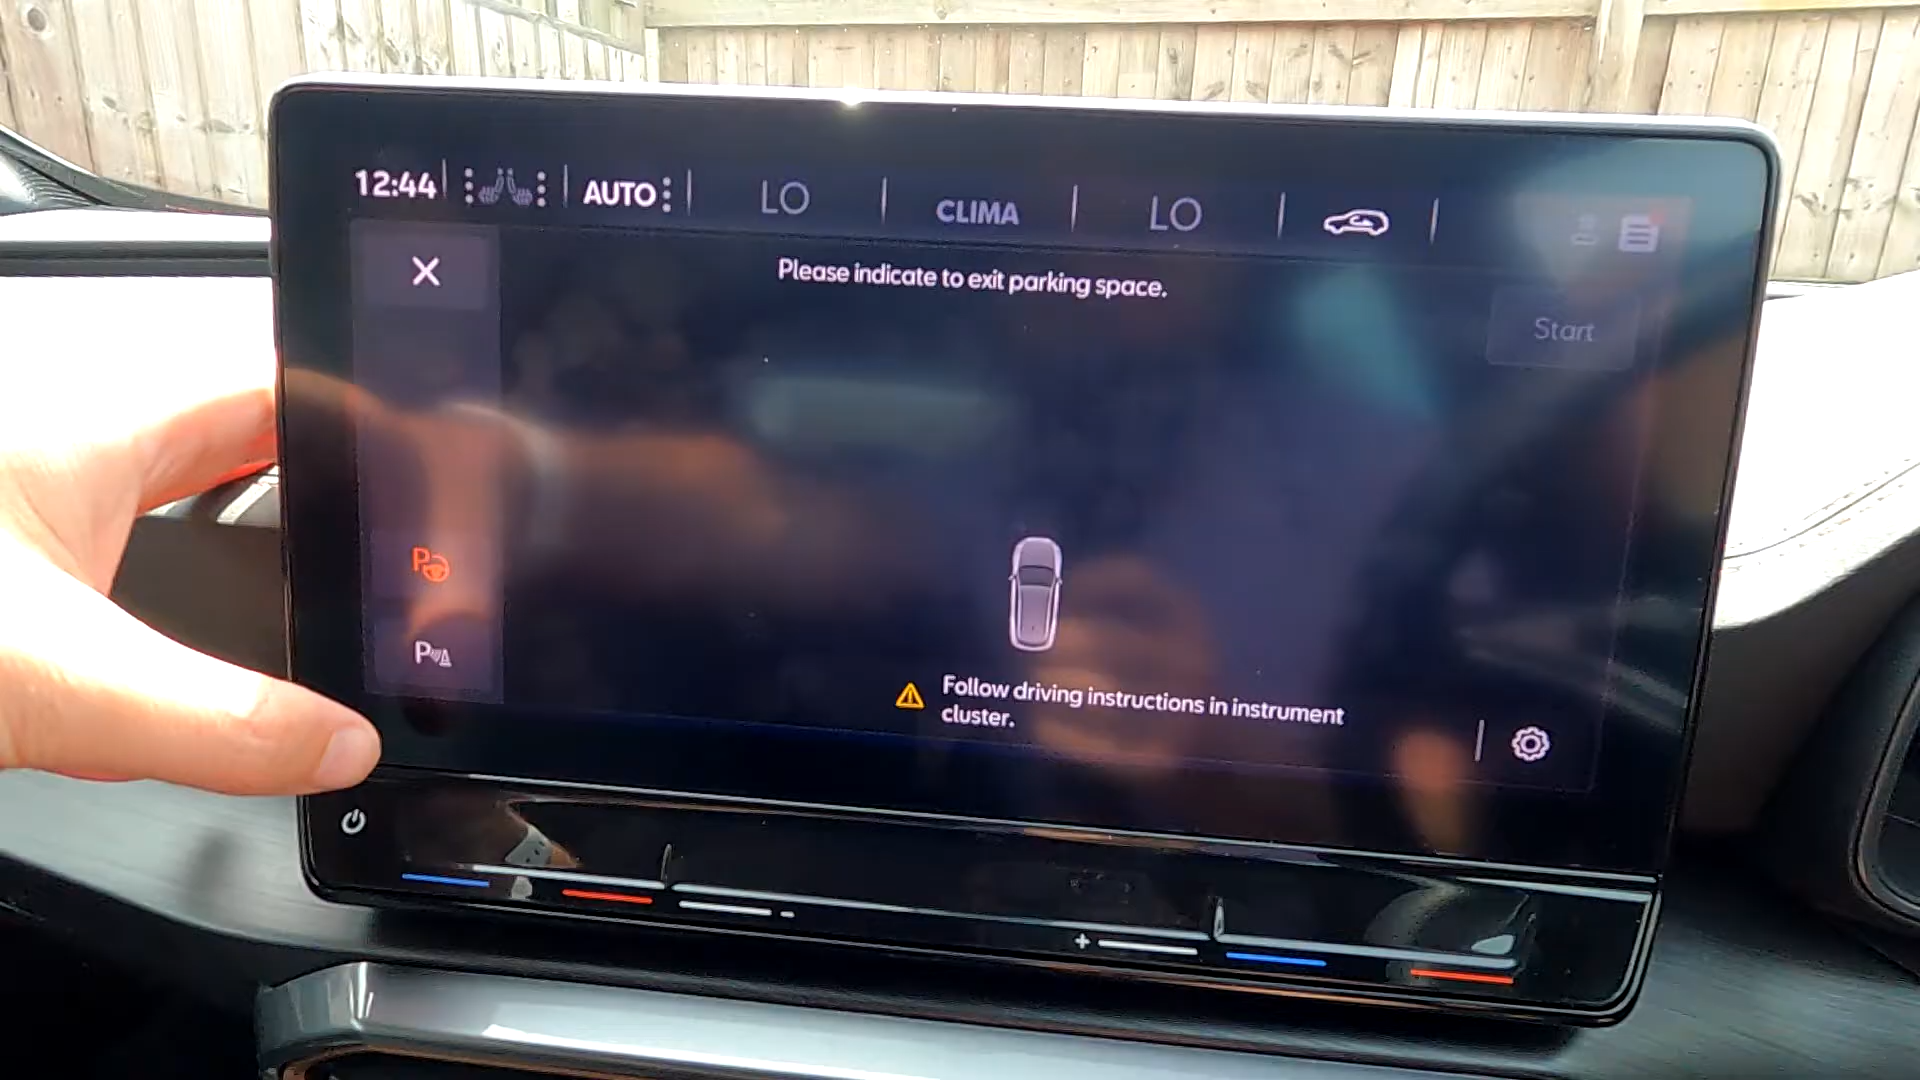 12:44 AUTO LO CLIMA LO
Please indicate to exit parking space.
Start
P
P
Follow driving instructions in instrument
cluster.
- +